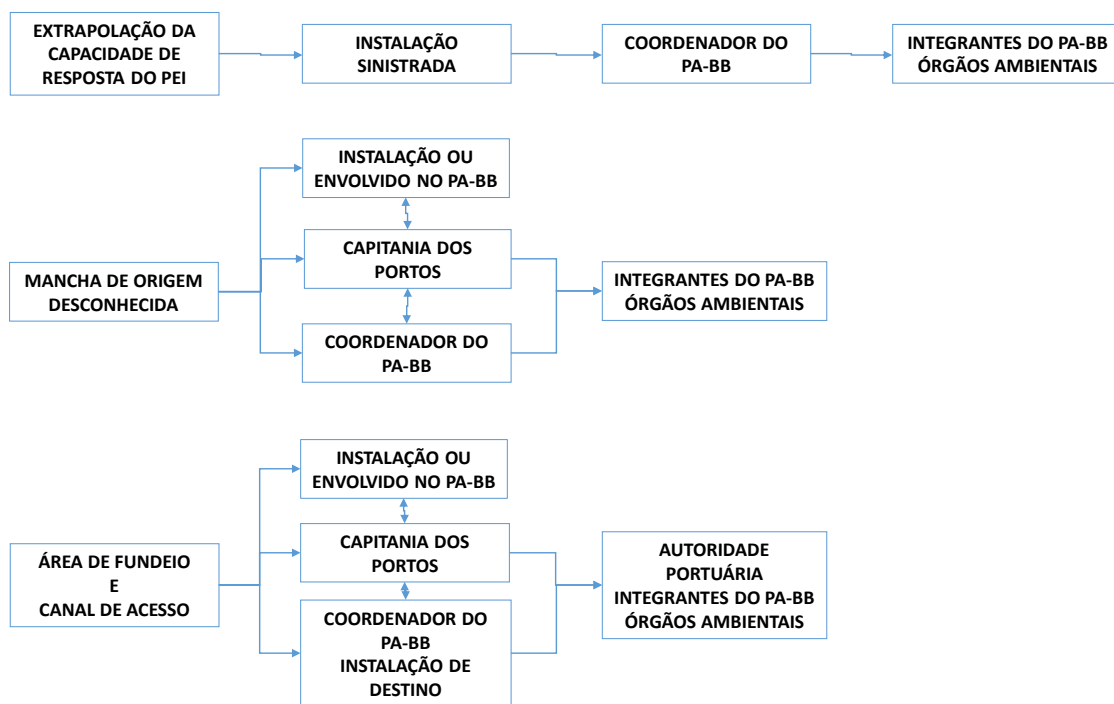 EXTRAPOLAÇÃO DA
CAPACIDADE DE
RESPOSTA DO PEI
INSTALAÇÃO
SINISTRADA
COORDENADOR DO
PA-BB
INTEGRANTES DO PA-BB
ÓRGÃOS AMBIENTAIS
MANCHA DE ORIGEM
DESCONHECIDA
INSTALAÇÃO OU
ENVOLVIDO NO PA-BB
CAPITANIA DOS
PORTOS
COORDENADOR DO
PA-BB
INTEGRANTES DO PA-BB
ÓRGÃOS AMBIENTAIS
ÁREA DE FUNDEIO
E
CANAL DE ACESSO
INSTALAÇÃO OU
ENVOLVIDO NO PA-BB
CAPITANIA DOS
PORTOS
COORDENADOR DO
PA-BB
INSTALAÇÃO DE
DESTINO
AUTORIDADE
PORTUÁRIA
INTEGRANTES DO PA-BB
ÓRGÃOS AMBIENTAIS